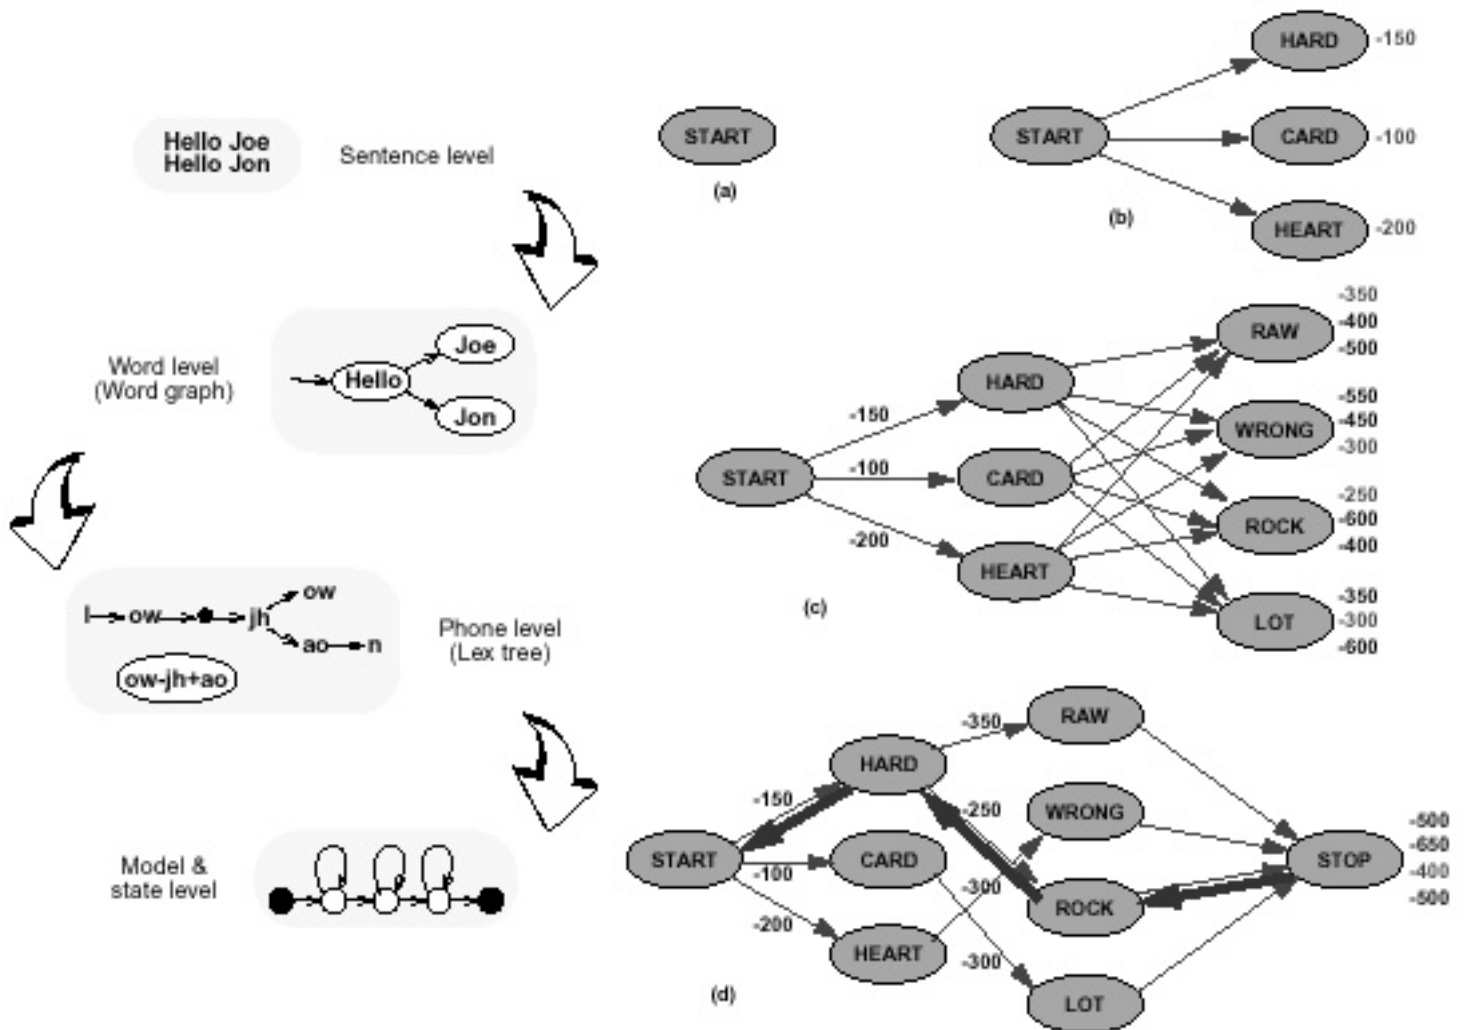 Hello Joe
Hello Jon
Sentence level
Word level
(Word graph)
Hello
Joe
Jon
l
ow
jh
ow
ao
n
ow-jh+ao
Phone level
(Lex tree)
Model &
state level
START
(a)
START
HARD
-150
CARD
-100
HEART
-200
(b)
START
-150
-100
-200
HARD
CARD
HEART
RAW
-350
-400
-500
WRONG
-550
-450
-300
ROCK
-250
-600
-400
LOT
-350
-300
-600
(c)
START
-150
-100
-200
HARD
CARD
HEART
-350
-250
-300
-300
RAW
WRONG
ROCK
LOT
STOP
-500
-650
-400
-500
(d)